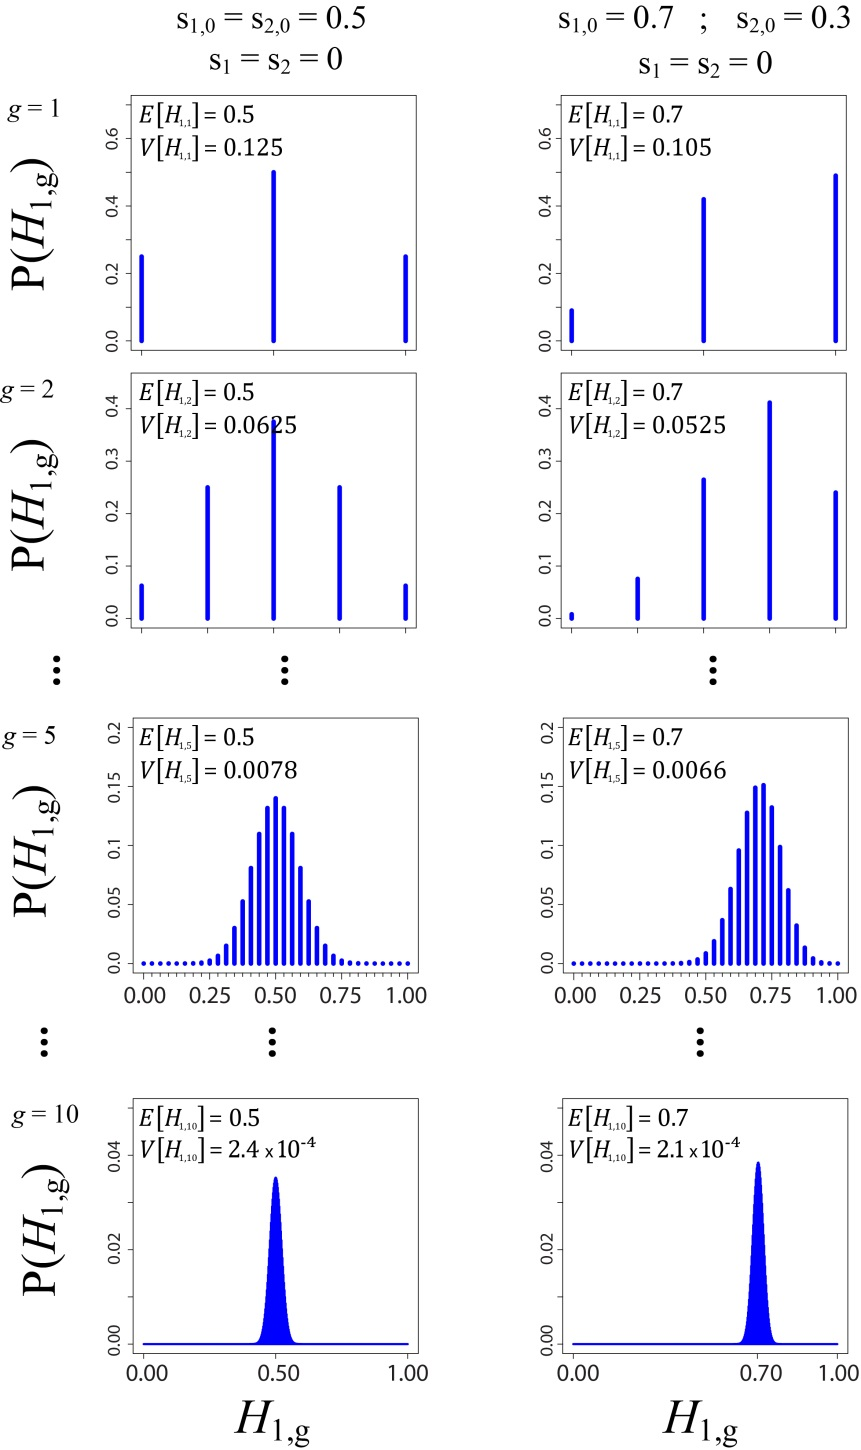 s1,0 = s2,0 = 0.5
s1 = s2 = 0
s1,0 = 0.7 ; s2,0 = 0.3
s1 = s2 = 0
g = 1
P(H1,g)
E[H1,1] = 0.5
V[H1,1] = 0.125
0.0 0.2 0.4 0.6
E[H1,1] = 0.7
V[H1,1] = 0.105
0.0 0.2 0.4 0.6
g = 2
P(H1,g)
E[H1,2] = 0.5
V[H1,2] = 0.0625
0.0 0.1 0.2 0.3 0.4
E[H1,2] = 0.7
V[H1,2] = 0.0525
0.0 0.1 0.2 0.3 0.4
...
...
...
g = 5
P(H1,g)
E[H1,5] = 0.5
V[H1,5] = 0.0078
0.0 0.05 0.1 0.15 0.2
0.00 0.25 0.50 0.75 1.00
E[H1,5] = 0.7
V[H1,5] = 0.0066
0.0 0.05 0.1 0.15 0.2
0.00 0.25 0.50 0.75 1.00
...
...
...
g = 10
P(H1,g)
E[H1,10] = 0.5
V[H1,10] = 2.4 x 10-4
0.00 0.02 0.04
0.00 0.50 1.00
H1,g
E[H1,10] = 0.7
V[H1,10] = 2.1 x 10-4
0.00 0.02 0.04
0.00 0.70 1.00
H1,g